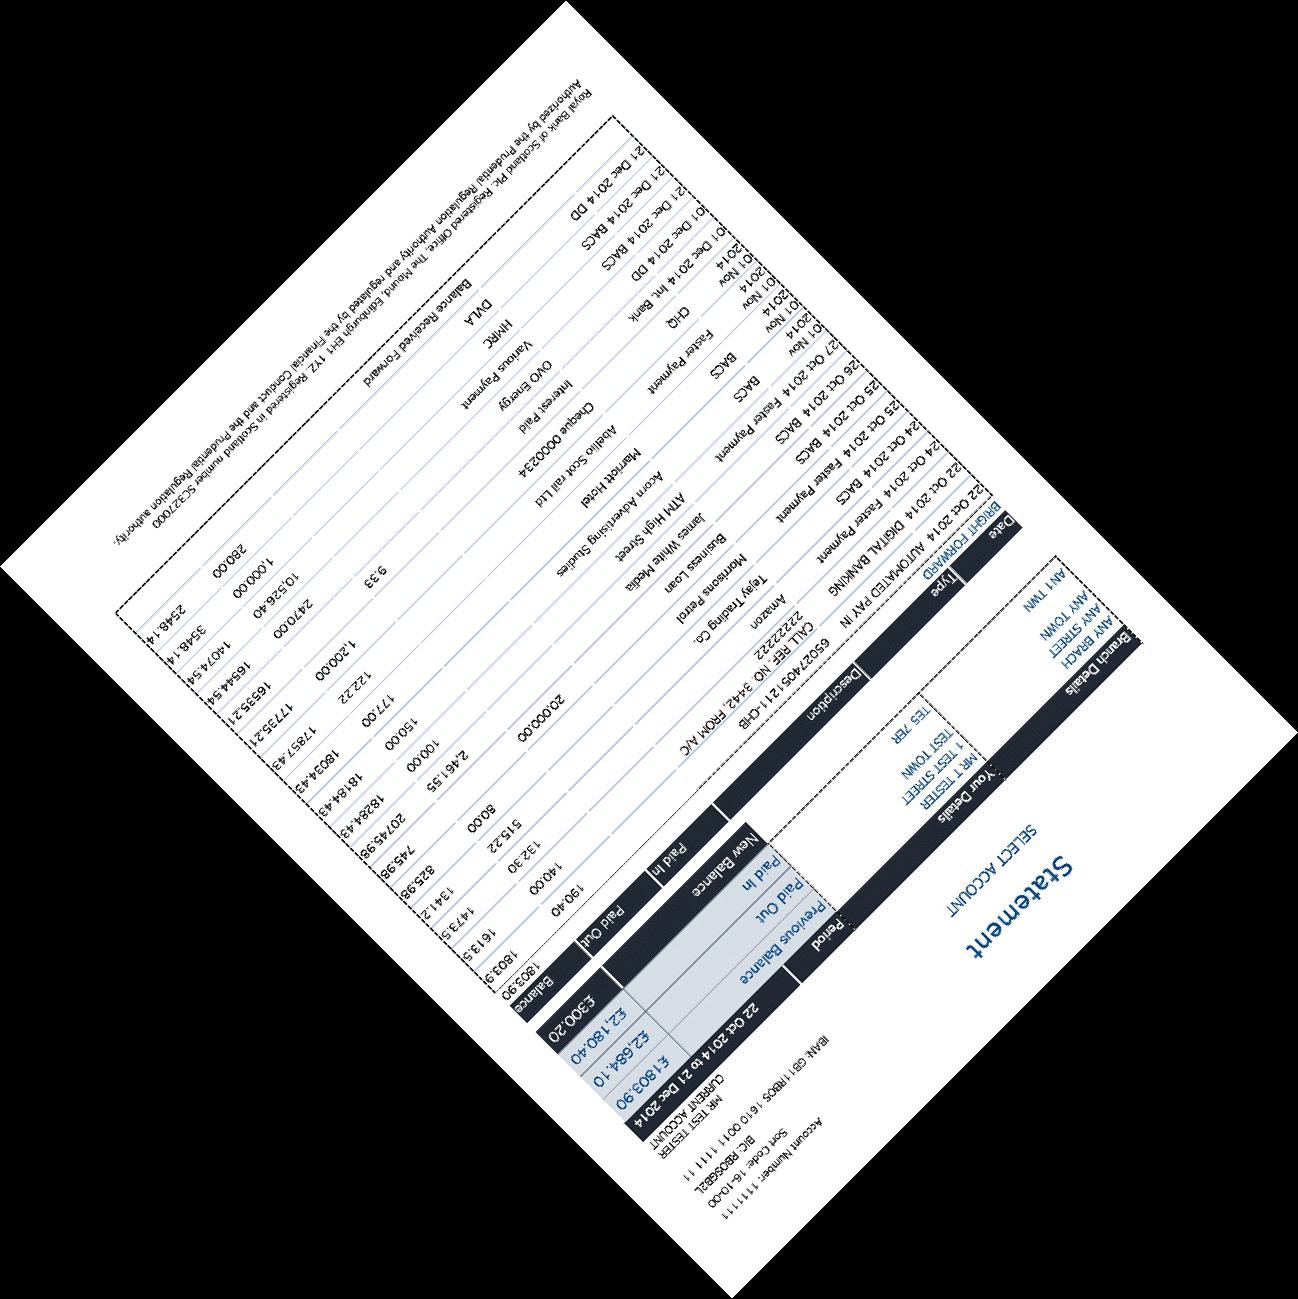 Account Number: 1111111
Sort Code: 16-10-00
BIC: RBOSGB2L
IBAN: GB11RBOS 1610 0011 1111 11
Statement
SELECT ACCOUNT
MR TEST TESTER
CURRENT ACCOUNT
Branch Details
Your Details
Period
22 Oct 2014 to 21 Dec 2014
ANY BRACH
ANY STREET
ANY TOWN
AN1 TWN
MR T TESTER
1 TEST STREET
TEST TOWN
TES 7ER
Previous Balance £1803.90
Paid Out £2,684.10
Paid In £2,180.40
New Balance £300.20
Date Type Description Paid In Paid Out Balance
BRIGHT FORWARD 1803.90
22 Oct 2014 AUTOMATED PAY IN 650274051211-CHB 190.40 1803.9
22 Oct 2014 DIGITAL BANKING CALL REF. NO. 3442, FROM A/C 22222222 140.00 1613.5
24 Oct 2014 Faster Payment Amazon 132.30 1473.5
24 Oct 2014 BACS Tejay Trading Co. 515.22 1341.2
25 Oct 2014 Faster Payment Morrisons Petrol 80.00 825.98
25 Oct 2014 BACS Business Loan 20,000.00 745.98
26 Oct 2014 BACS James White Media 2,461.55 20745.98
27 Oct 2014 Faster Payment ATM High Street 100.00 18284.43
01 Nov 2014 BACS Acorn Advertising Studies 150.00 18184.43
01 Nov 2014 BACS Marriott Hotel 177.00 18034.43
01 Nov 2014 Faster Payment Abellio Scot rail Ltd 122.22 17857.43
01 Nov 2014 CHQ Cheque 0000234 1,200.00 17735.21
01 Dec 2014 Int. Bank Interest Paid 9.33 16535.21
01 Dec 2014 DD OVO Energy 2470.00 16544.54
21 Dec 2014 BACS Various Payment 10,526.40 14074.54
21 Dec 2014 BACS HMRC 1,000.00 3548.14
21 Dec 2014 DD DVLA 280.00 2548.14
Balance Received Forward
Royal Bank of Scotland Plc. Registered Office. The Mound, Edinburgh EH1 1YZ. Registered in Scotland number SC327000
Authorized by the Prudential Regulation Authority and regulated by the Financial Conduct and the Prudential Regulation authority.